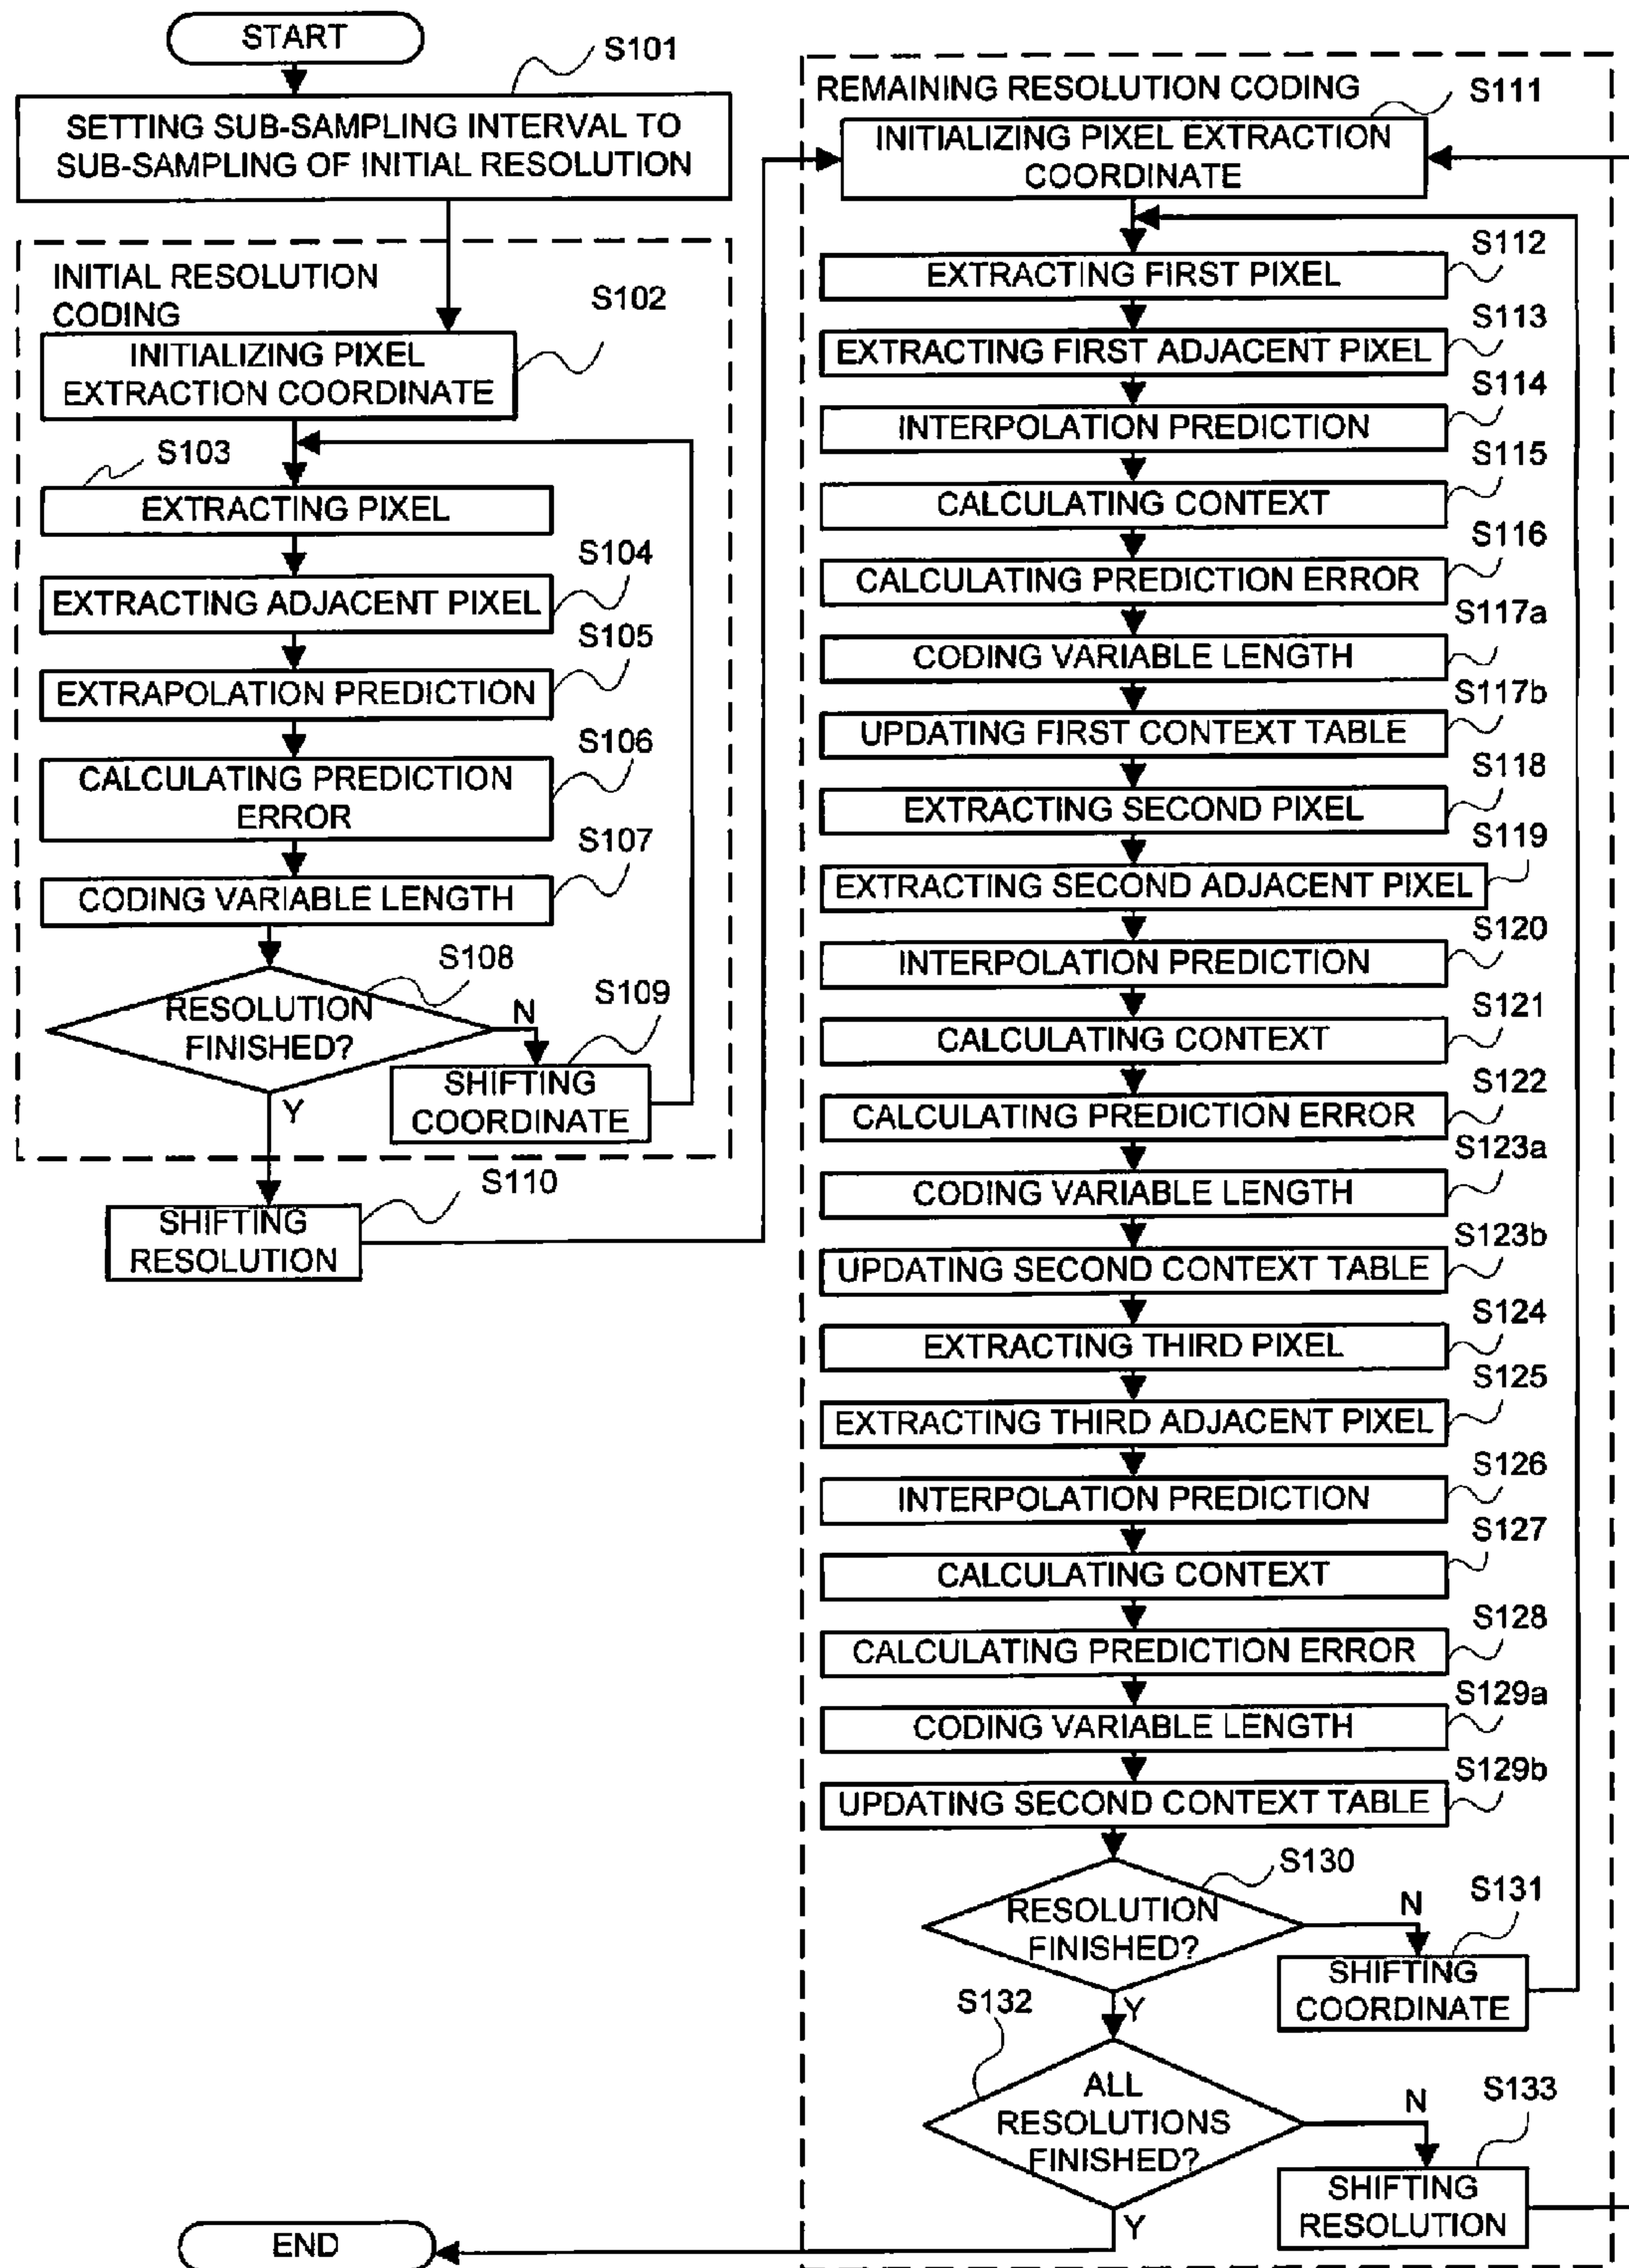 START
S101
SETTING SUB-SAMPLING INTERVAL TO
SUB-SAMPLING OF INITIAL RESOLUTION
INITIAL RESOLUTION
CODING
S102
INITIALIZING PIXEL
EXTRACTION COORDINATE
S103
EXTRACTING PIXEL
S104
EXTRACTING ADJACENT PIXEL
S105
EXTRAPOLATION PREDICTION
S106
CALCULATING PREDICTION
ERROR
S107
CODING VARIABLE LENGTH
S108
RESOLUTION
FINISHED?
N
S109
SHIFTING
COORDINATE
Y
S110
SHIFTING
RESOLUTION
REMAINING RESOLUTION CODING
S111
INITIALIZING PIXEL EXTRACTION
COORDINATE
S112
EXTRACTING FIRST PIXEL
S113
EXTRACTING FIRST ADJACENT PIXEL
S114
INTERPOLATION PREDICTION
S115
CALCULATING CONTEXT
S116
CALCULATING PREDICTION ERROR
S117a
CODING VARIABLE LENGTH
S117b
UPDATING FIRST CONTEXT TABLE
S118
EXTRACTING SECOND PIXEL
S119
EXTRACTING SECOND ADJACENT PIXEL
S120
INTERPOLATION PREDICTION
S121
CALCULATING CONTEXT
S122
CALCULATING PREDICTION ERROR
S123a
CODING VARIABLE LENGTH
S123b
UPDATING SECOND CONTEXT TABLE
S124
EXTRACTING THIRD PIXEL
S125
EXTRACTING THIRD ADJACENT PIXEL
S126
INTERPOLATION PREDICTION
S127
CALCULATING CONTEXT
S128
CALCULATING PREDICTION ERROR
S129a
CODING VARIABLE LENGTH
S129b
UPDATING SECOND CONTEXT TABLE
S130
RESOLUTION
FINISHED?
N
S131
SHIFTING
COORDINATE
Y
S132
ALL
RESOLUTIONS
FINISHED?
N
S133
SHIFTING
RESOLUTION
Y
END